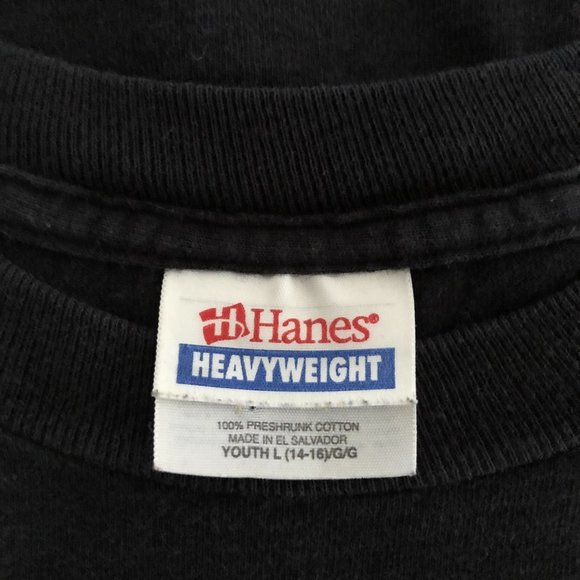 Hanes®
HEAVYWEIGHT
100% PRESHRUNK COTTON
MADE IN EL SALVADOR
YOUTH L (14-16)/G/G